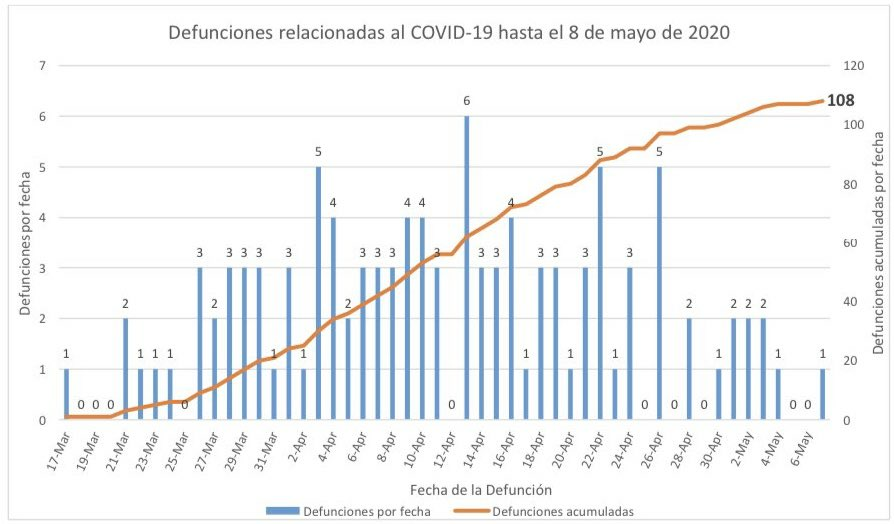 Defunciones relacionadas al COVID-19 hasta el 8 de mayo de 2020
Defunciones por fecha
7
6
5
4
3
2
1
0
6
5 5 5
4 4 4 4
3 3 3 3 3 3 3 3 3 3 3 3 3 3 3
2 2 2 2 2 2 2
1 1 1 1 1 1 1 1 1 1 1 1
0 0 0 0 0 0 0 0 0 0
108
120
100
80
60
40
20
0
Defunciones acumuladas por fecha
17-Mar 19-Mar 21-Mar 23-Mar 25-Mar 27-Mar 29-Mar 31-Mar 2-Apr 4-Apr 6-Apr 8-Apr 10-Apr 12-Apr 14-Apr 16-Apr 18-Apr 20-Apr 22-Apr 24-Apr 26-Apr 28-Apr 30-Apr 2-May 4-May 6-May
Fecha de la Defunción
Defunciones por fecha Defunciones acumuladas